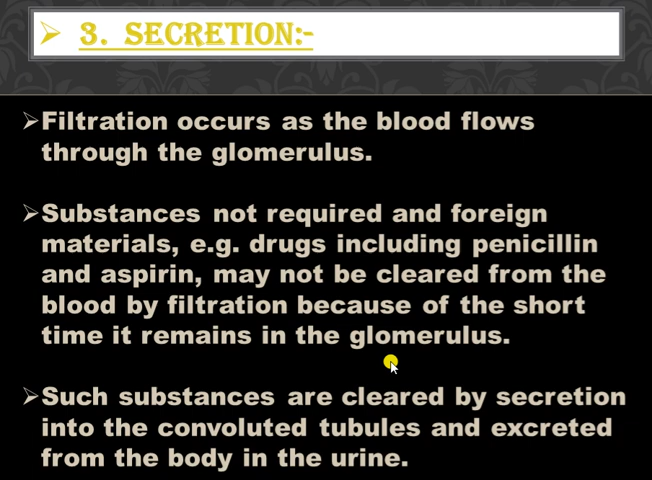 ➢ 3. SECRETION:-
➢Filtration occurs as the blood flows
through the glomerulus.
➢Substances not required and foreign
materials, e.g. drugs including penicillin
and aspirin, may not be cleared from the
blood by filtration because of the short
time it remains in the glomerulus.
➢Such substances are cleared by secretion
into the convoluted tubules and excreted
from the body in the urine.